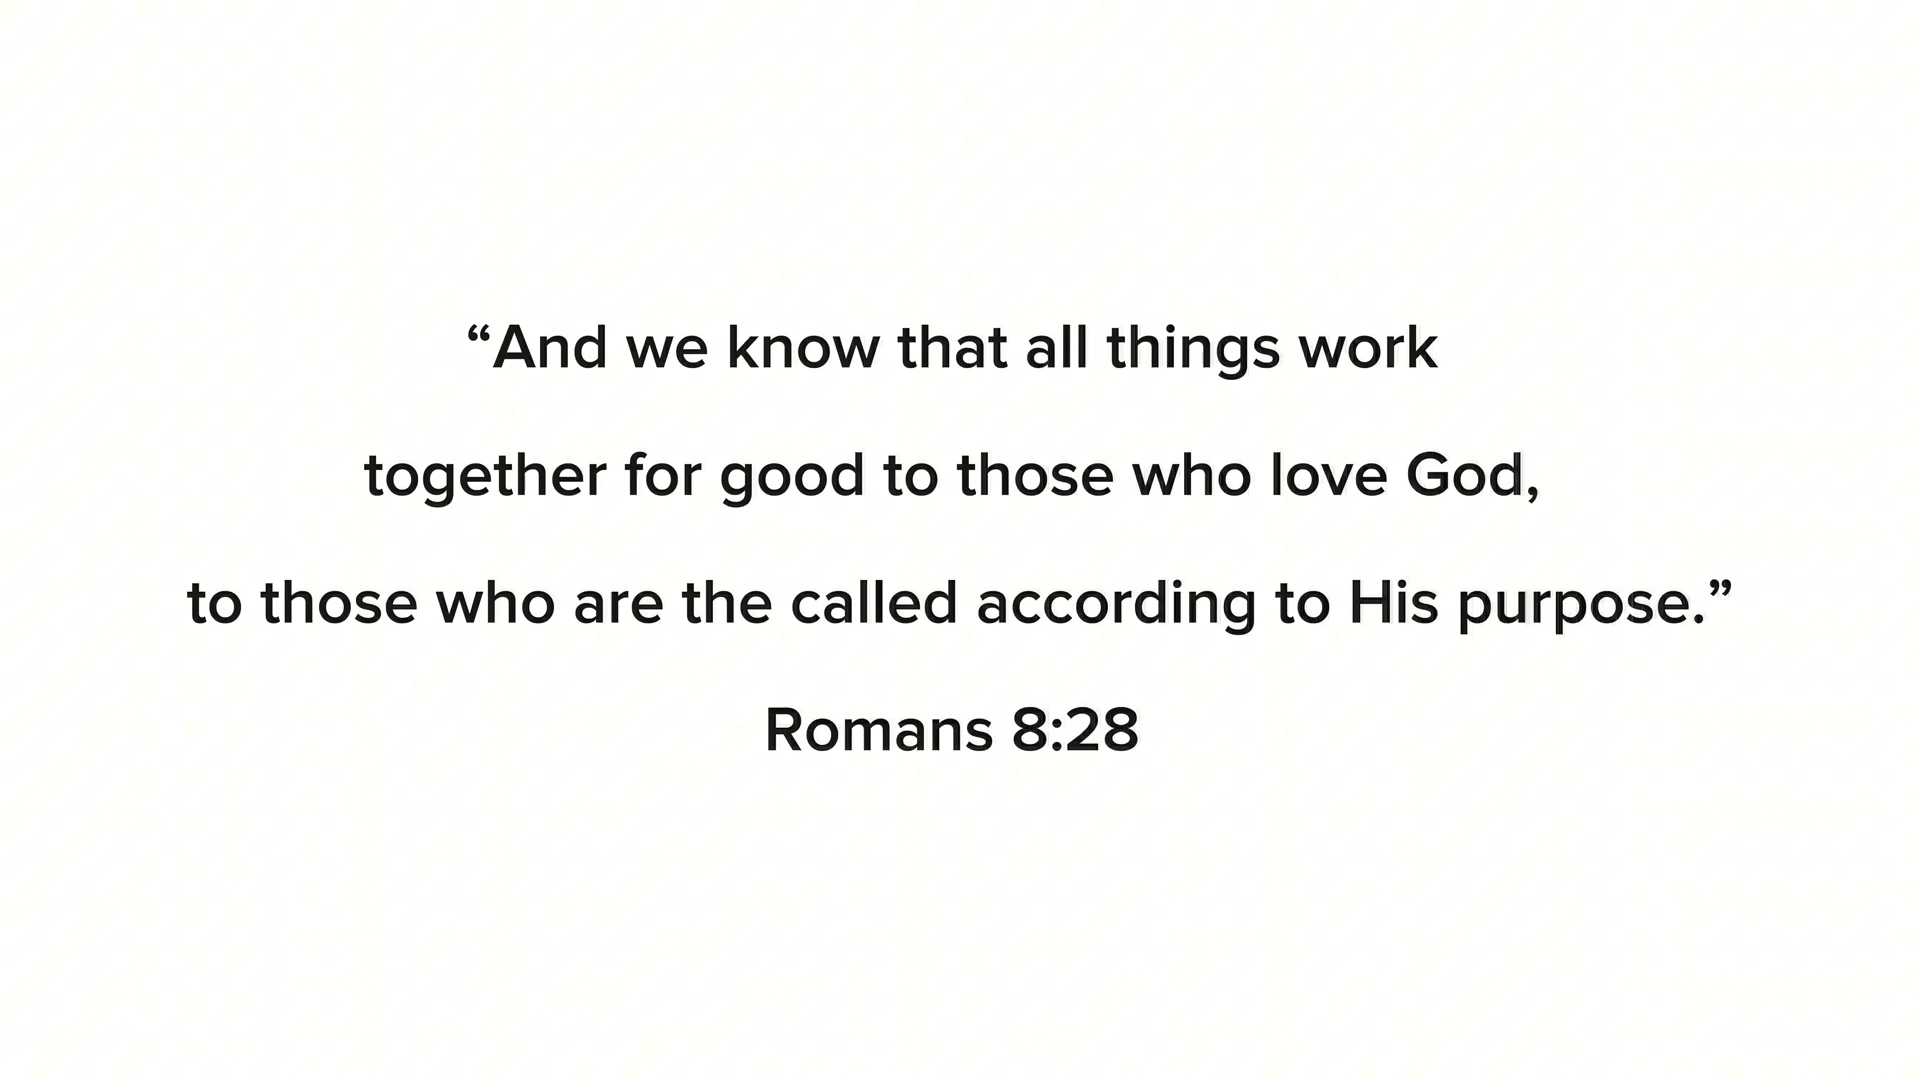 “And we know that all things work
together for good to those who love God,
to those who are the called according to His purpose.”
Romans 8:28